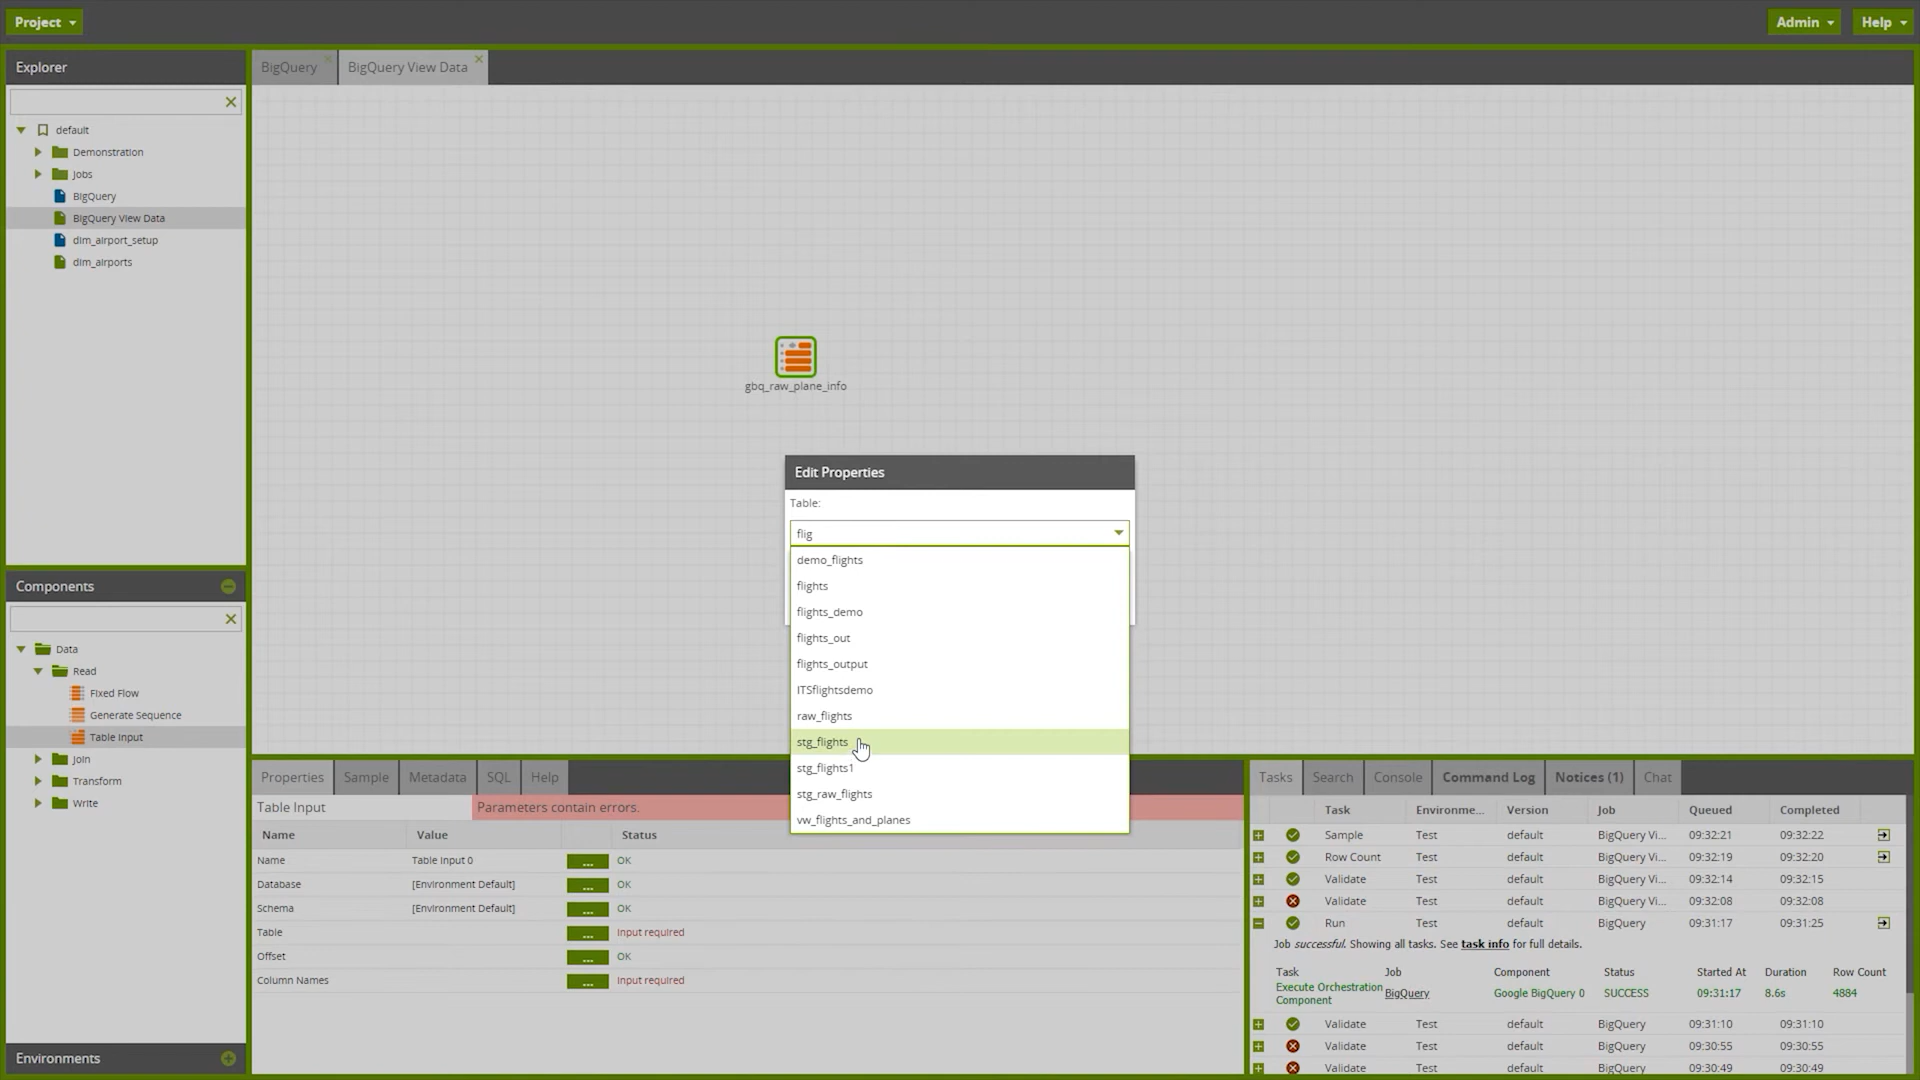 Project
Admin
Help
Explorer
BigQuery
BigQuery View Data
default
Demonstration
Jobs
BigQuery
BigQuery View Data
dim_airport_setup
dim_airports
gbq_raw_plane_info
Edit Properties
Table:
flig
demo_flights
flights
flights_demo
flights_out
flights_output
ITSflightsdemo
raw_flights
stg_flights
stg_flights1
stg_raw_flights
vw_flights_and_planes
Components
Data
Read
Fixed Flow
Generate Sequence
Table Input
Join
Transform
Write
Environments
Properties Sample Metadata SQL Help
Table Input Parameters contain errors.
Name Value Status
Name Table Input 0 ... OK
Database [Environment Default] ... OK
Schema [Environment Default] ... OK
Table ... Input required
Offset ... OK
Column Names ... Input required
Tasks Search Console Command Log Notices (1) Chat
Task Environme... Version Job Queued Completed
Sample Test default BigQuery Vi... 09:32:21 09:32:22
Row Count Test default BigQuery Vi... 09:32:19 09:32:20
Validate Test default BigQuery Vi... 09:32:14 09:32:15
Validate Test default BigQuery Vi... 09:32:08 09:32:08
Run Test default BigQuery 09:31:17 09:31:25
Job successful. Showing all tasks. See task info for full details.
Task Job Component Status Started At Duration Row Count
Execute Orchestration Component BigQuery Google BigQuery 0 SUCCESS 09:31:17 8.6s 4884
Validate Test default BigQuery 09:31:10 09:31:10
Validate Test default BigQuery 09:30:55 09:30:55
Validate Test default BigQuery 09:30:49 09:30:49